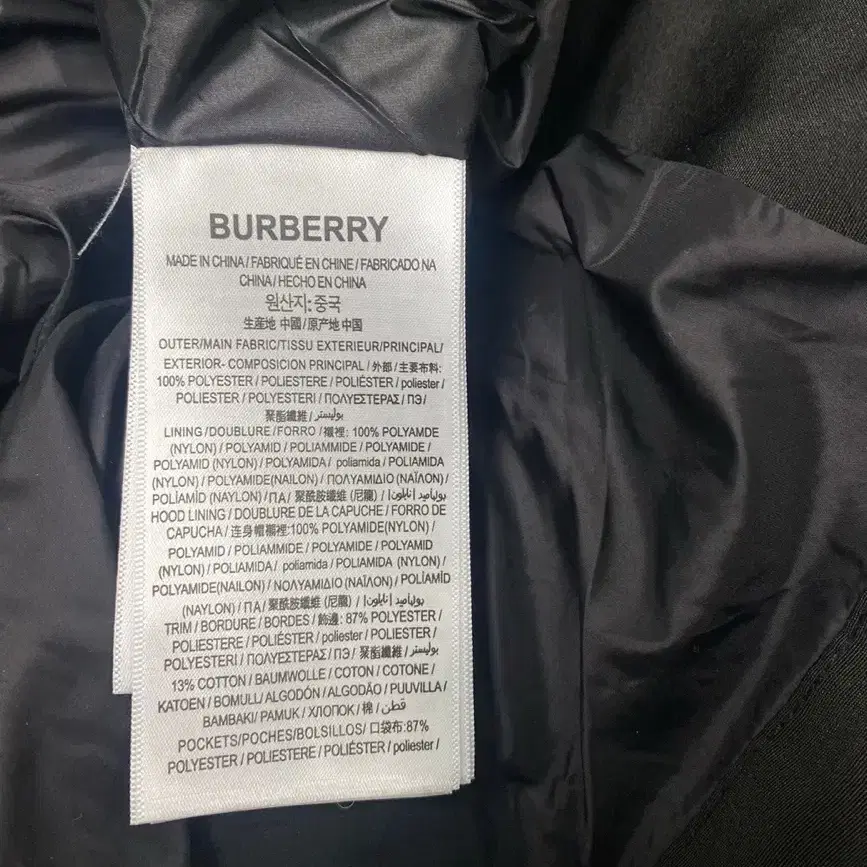 BURBERRY
MADE IN CHINA / FABRIQUÉ EN CHINE / FABRICADO NA
CHINA / HECHO EN CHINA
원산지: 중국
生産地 中國 / 原产地 中国
OUTER/MAIN FABRIC/TISSU EXTERIEUR/PRINCIPAL/
EXTERIOR- COMPOSICION PRINCIPAL / 外部 / 主要布料:
100% POLYESTER / POLIESTERE / POLIÉSTER / poliester /
POLIESTER / POLYESTERI / ΠΟΛΥΕΣΤΕΡΑΣ / ПЭ /
聚酯纖維 / بوليستر /
LINING /DOUBLURE / FORRO / 襯裡: 100% POLYAMDE
(NYLON) / POLYAMID / POLIAMMIDE / POLYAMIDE /
POLYAMID (NYLON) / POLYAMIDA / poliamida / POLIAMIDA
(NYLON) / POLYAMIDE(NAILON) / ΠΟΛΥΑΜΙΔΙΟ (ΝΑΪΛΟΝ) /
POLÍAMID (NAYLON) / ПА / 聚酰胺纖維 (尼龍) / بولياميد (نايلون) /
HOOD LINING / DOUBLURE DE LA CAPUCHE / FORRO DE
CAPUCHA / 连身帽襯裡:100% POLYAMIDE(NYLON) /
POLYAMID / POLIAMMIDE / POLYAMIDE / POLYAMID
(NYLON) / POLIAMIDA / poliamida / POLIAMIDA (NYLON) /
POLYAMIDE(NAILON) / ΝΟΛΥΑΜΙΔΙΟ (ΝΑΪΛΟΝ) / POLÍAMID
(NAYLON) / ПА / 聚酰胺纖維 (尼龍) / بولياميد (نايلون) /
TRIM / BORDURE / BORDES / 飾邊: 87% POLYESTER /
POLIESTERE / POLIÉSTER / poliester / POLIESTER /
POLYESTERİ / ΠΟΛΥΕΣΤΕΡΑΣ / ПЭ / 聚酯纖維 / بوليستر /
13% COTTON / BAUMWOLLE / COTON / COTONE /
KATOEN / BOMULL/ ALGODÓN / ALGODÃO / PUUVILLA /
BAMBAKI/ PAMUK / ХЛОПОК / 棉 / قطن /
POCKETS/POCHES/BOLSILLOS/ 口袋布:87%
POLYESTER / POLIESTERE / POLIÉSTER / poliester /